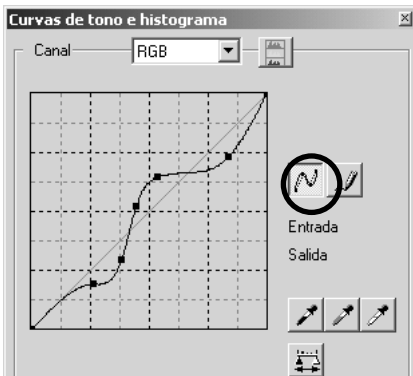 Curvas de tono e histograma
Canal
RGB
Entrada
Salida